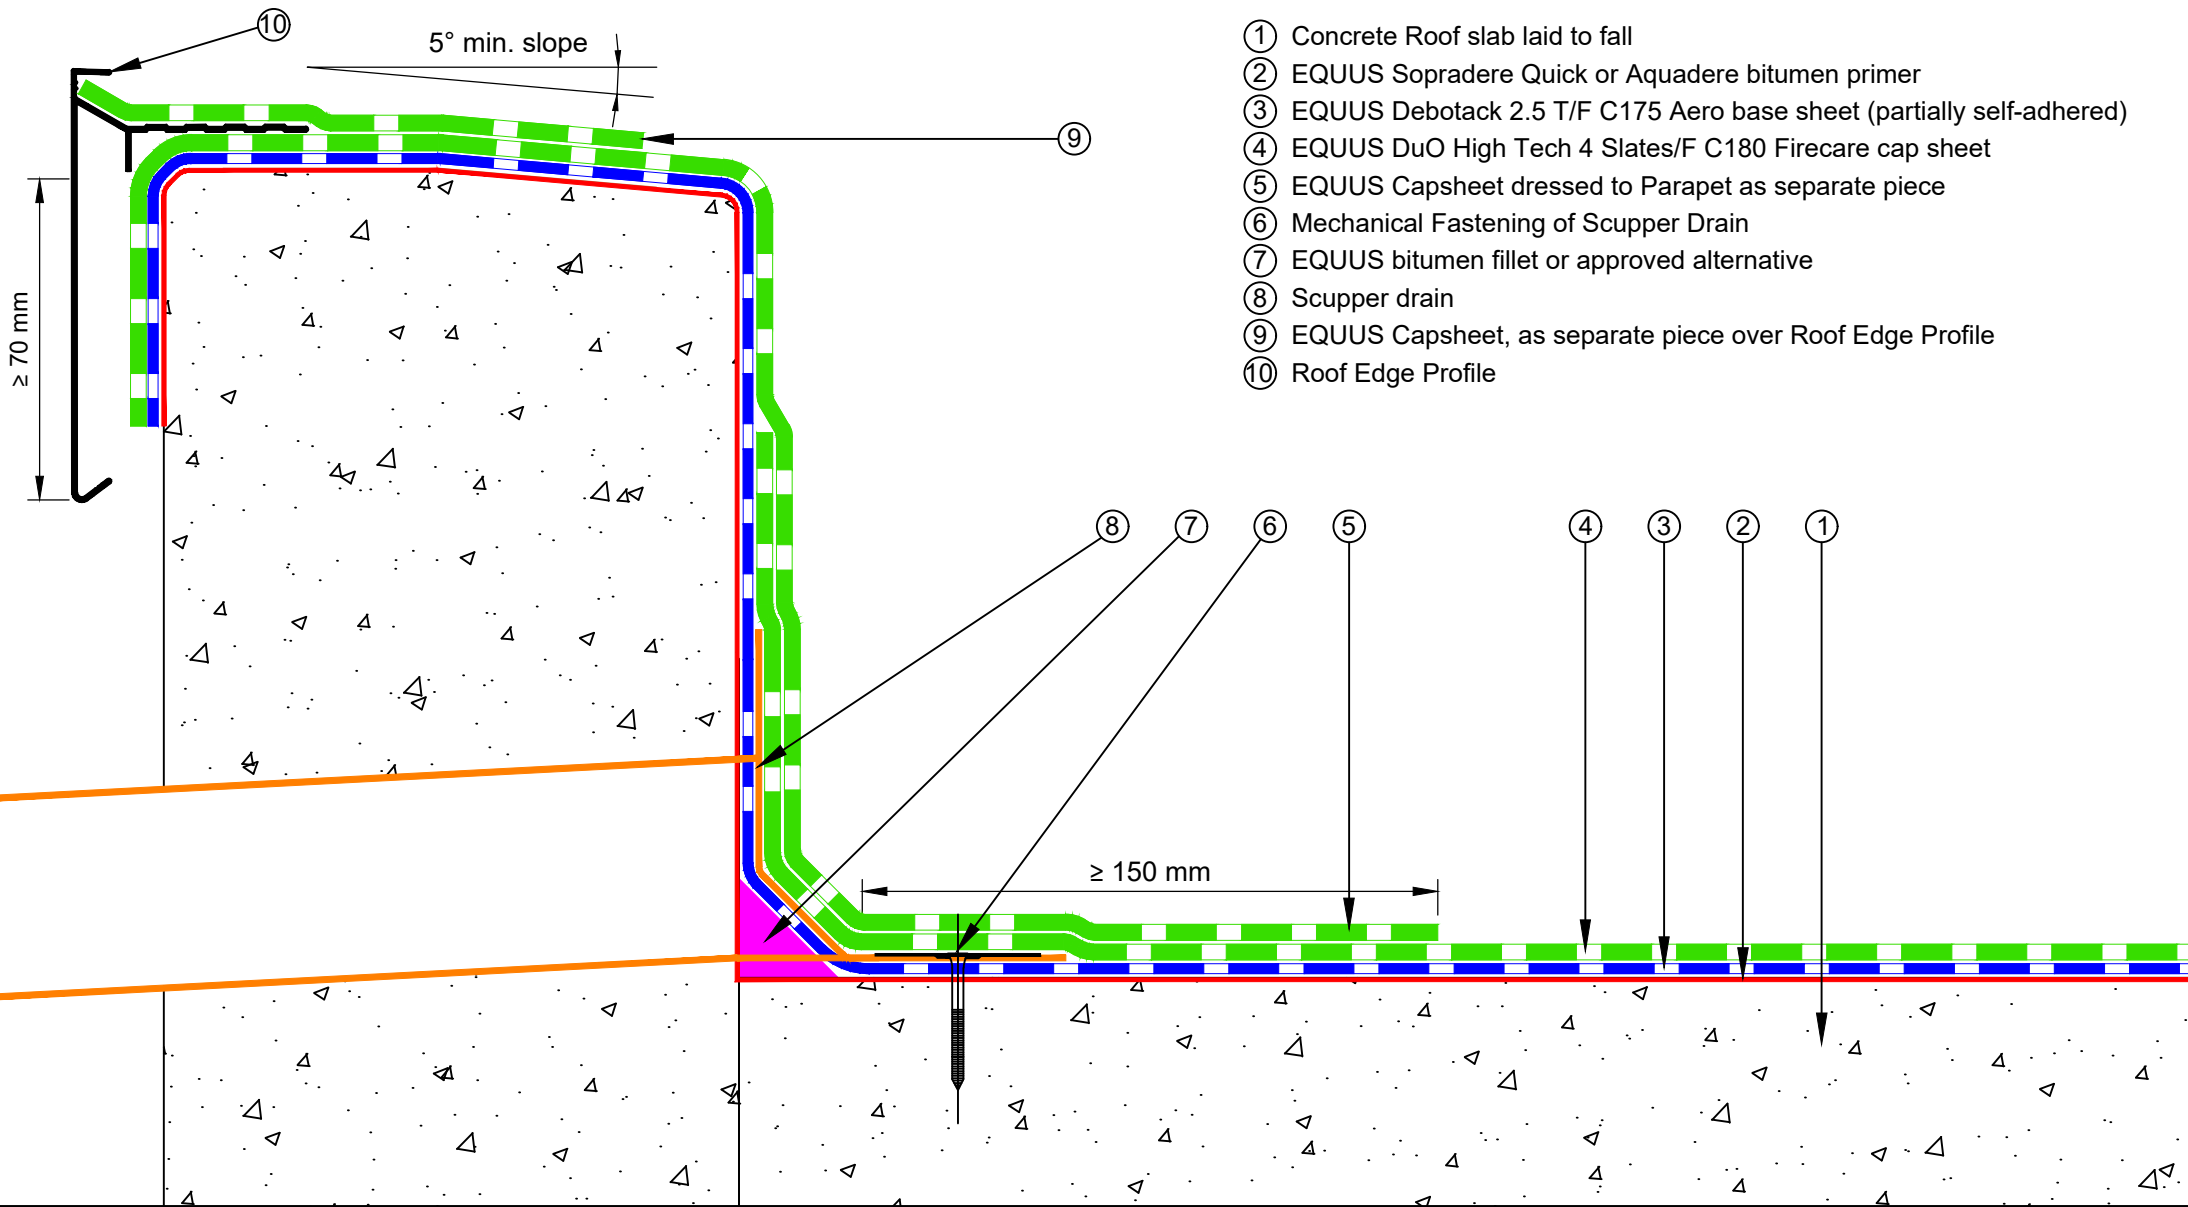 10
5° min. slope
1 Concrete Roof slab laid to fall
2 EQUUS Sopradere Quick or Aquadere bitumen primer
3 EQUUS Debotack 2.5 T/F C175 Aero base sheet (partially self-adhered)
4 EQUUS DuO High Tech 4 Slates/F C180 Firecare cap sheet
5 EQUUS Capsheet dressed to Parapet as separate piece
6 Mechanical Fastening of Scupper Drain
7 EQUUS bitumen fillet or approved alternative
8 Scupper drain
9 EQUUS Capsheet, as separate piece over Roof Edge Profile
10 Roof Edge Profile
9
≥ 70 mm
8 7 6 5 4 3 2 1
≥ 150 mm